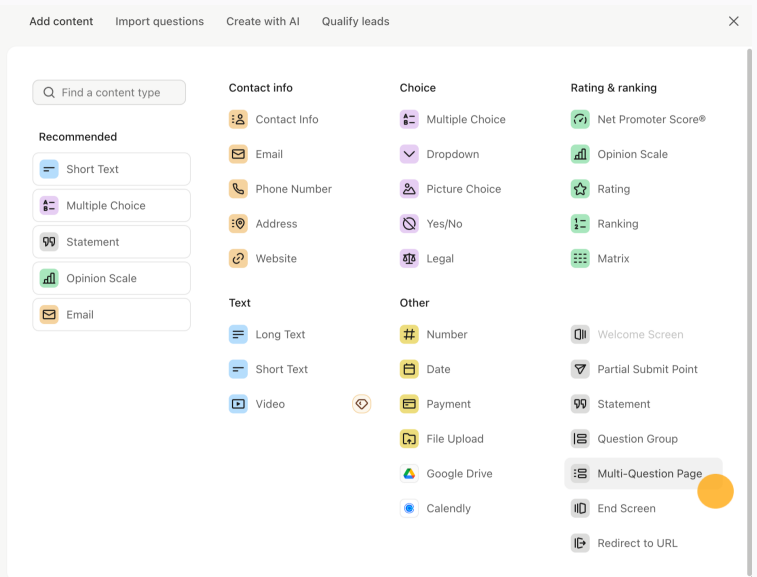 Add content
Import questions
Create with AI
Qualify leads
Find a content type
Recommended
Short Text
Multiple Choice
Statement
Opinion Scale
Email
Contact info
Contact Info
Email
Phone Number
Address
Website
Text
Long Text
Short Text
Video
Choice
Multiple Choice
Dropdown
Picture Choice
Yes/No
Legal
Other
Number
Date
Payment
File Upload
Google Drive
Calendly
Rating & ranking
Net Promoter Score®
Opinion Scale
Rating
Ranking
Matrix
Welcome Screen
Partial Submit Point
Statement
Question Group
Multi-Question Page
End Screen
Redirect to URL